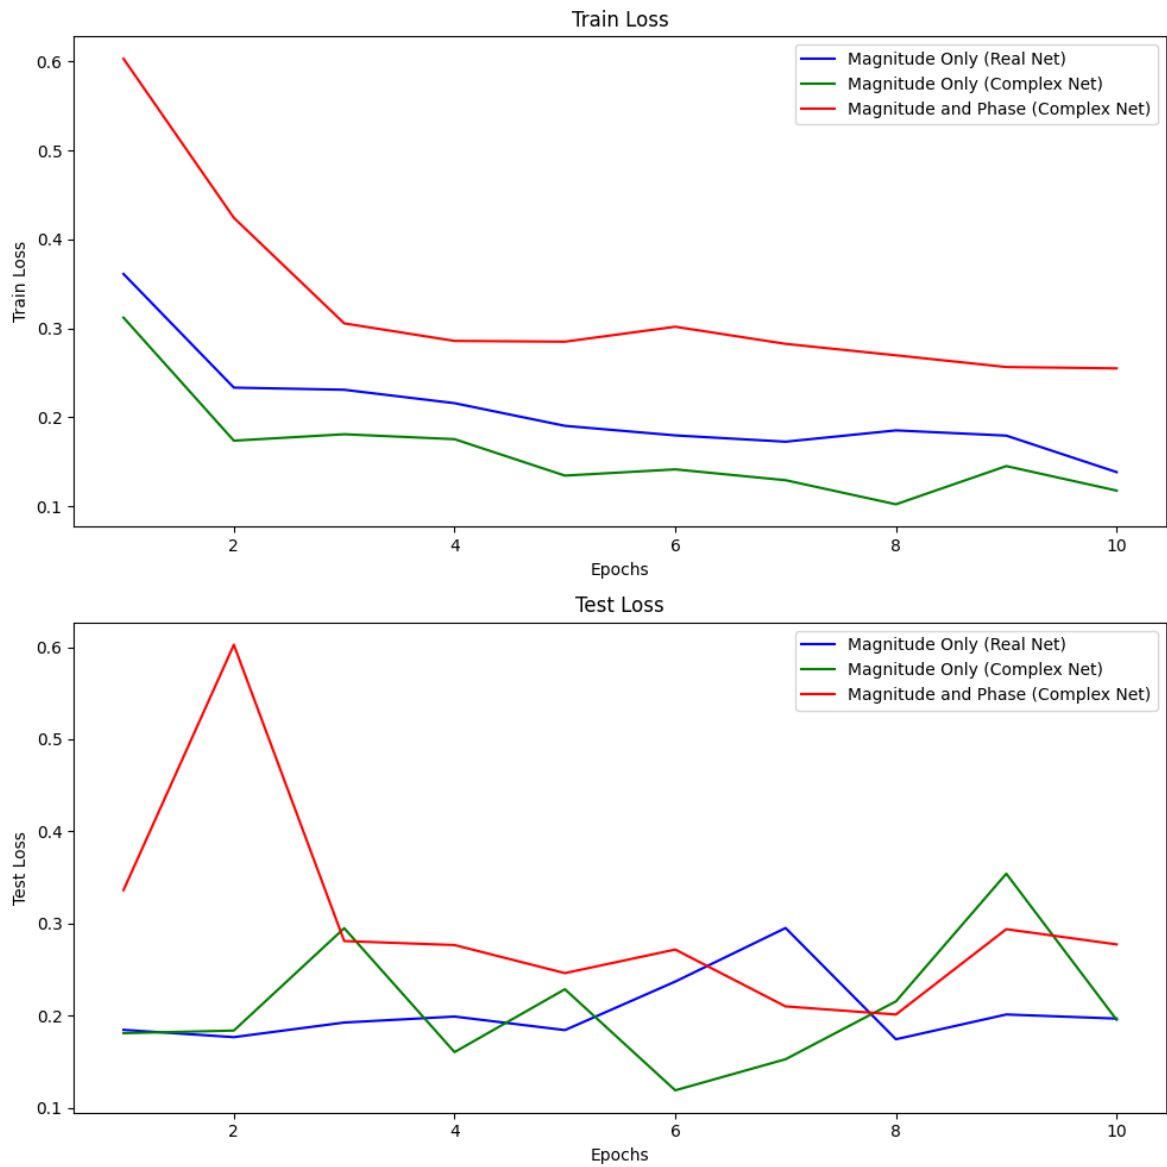 Train Loss
Magnitude Only (Real Net)
Magnitude Only (Complex Net)
Magnitude and Phase (Complex Net)
Train Loss
0.6
0.5
0.4
0.3
0.2
0.1
2 4 6 8 10
Epochs
Test Loss
Magnitude Only (Real Net)
Magnitude Only (Complex Net)
Magnitude and Phase (Complex Net)
Test Loss
0.6
0.5
0.4
0.3
0.2
0.1
2 4 6 8 10
Epochs